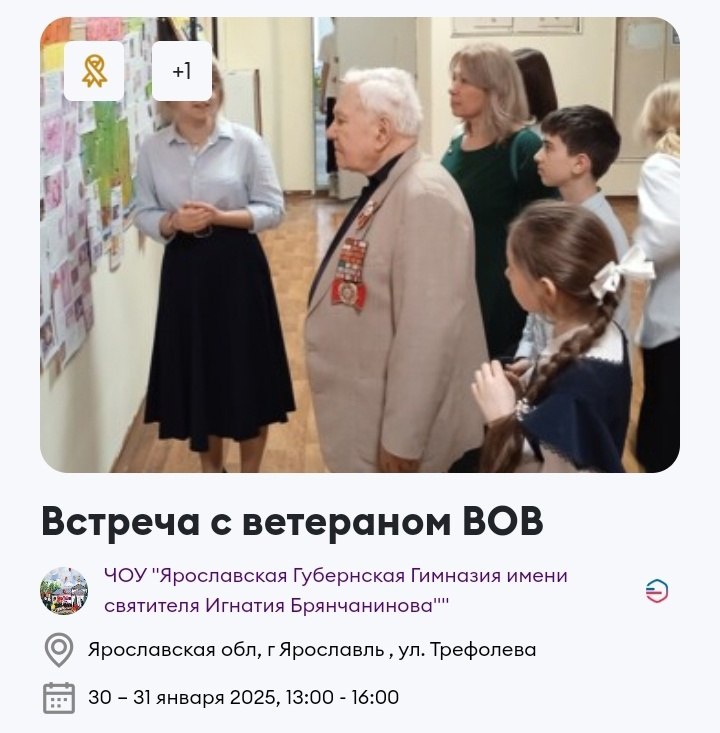 +1
Встреча с ветераном ВОВ
ЧОУ "Ярославская Губернская Гимназия имени
святителя Игнатия Брянчанинова""
Ярославская обл, г Ярославль , ул. Трефолева
30 – 31 января 2025, 13:00 - 16:00